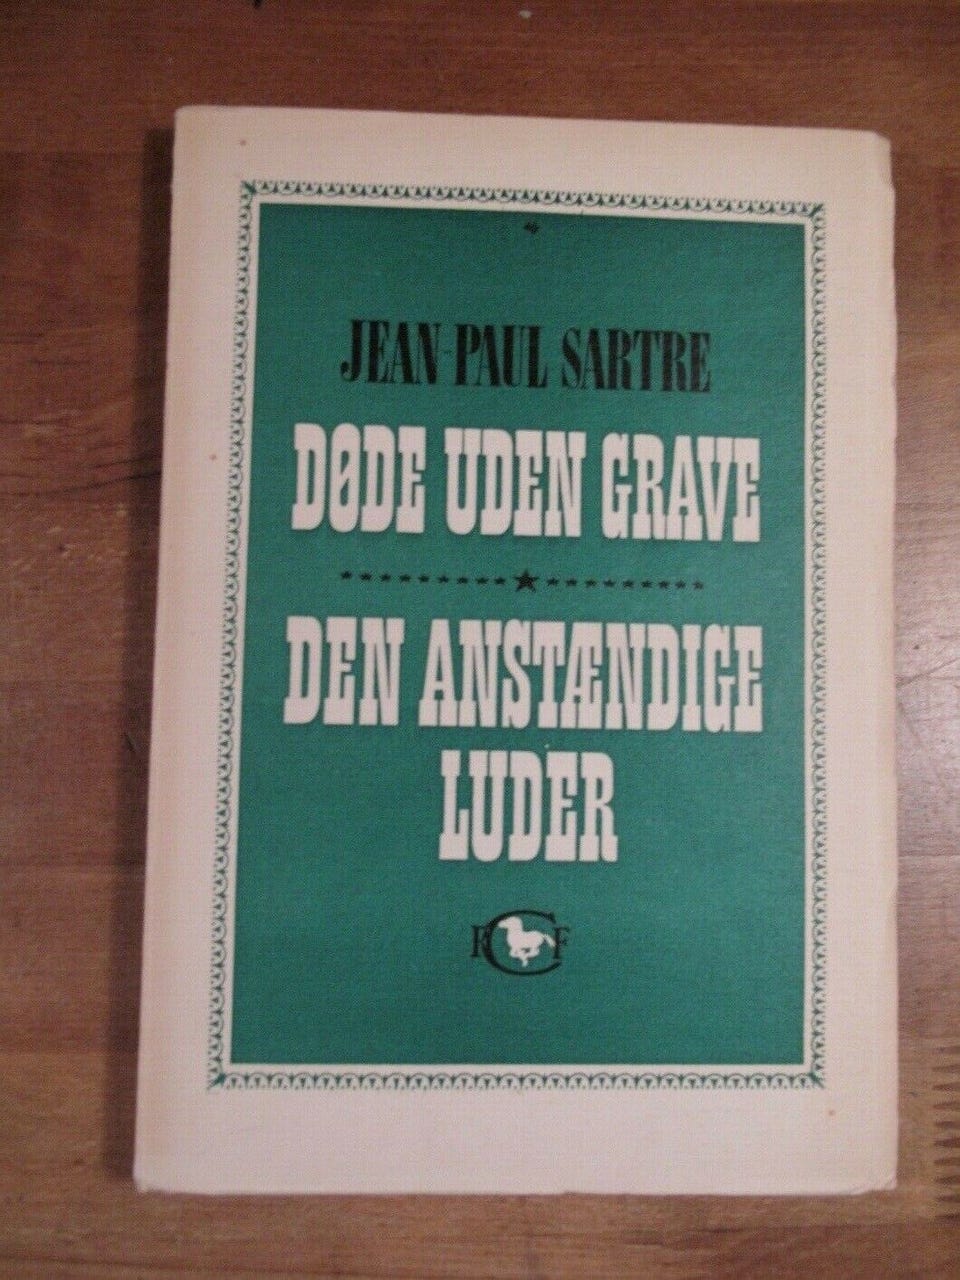 JEAN-PAUL SARTRE
DØDE UDEN GRAVE
DEN ANSTÆNDIGE
LUDER
R C F